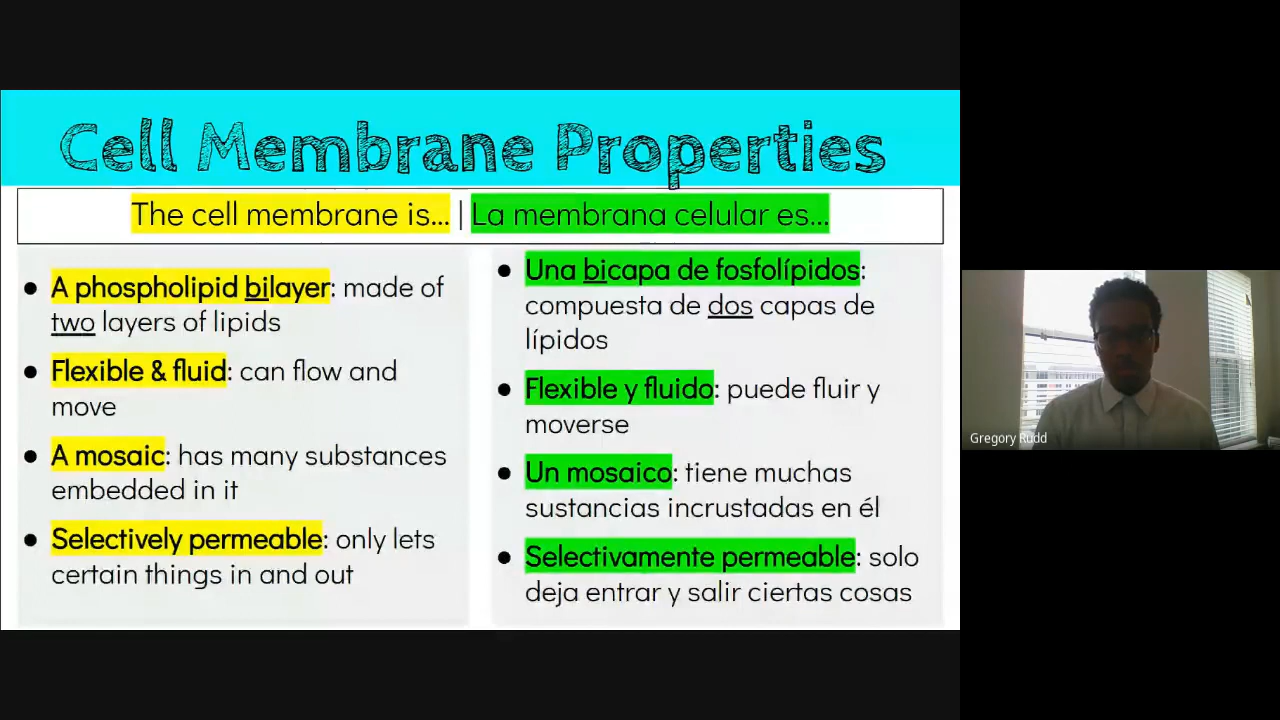 Cell Membrane Properties
The cell membrane is... | La membrana celular es...
● A phospholipid bilayer: made of
two layers of lipids
● Flexible & fluid: can flow and
move
● A mosaic: has many substances
embedded in it
● Selectively permeable: only lets
certain things in and out
● Una bicapa de fosfolípidos:
compuesta de dos capas de
lípidos
● Flexible y fluido: puede fluir y
moverse
● Un mosaico: tiene muchas
sustancias incrustadas en él
● Selectivamente permeable: solo
deja entrar y salir ciertas cosas
Gregory Rudd